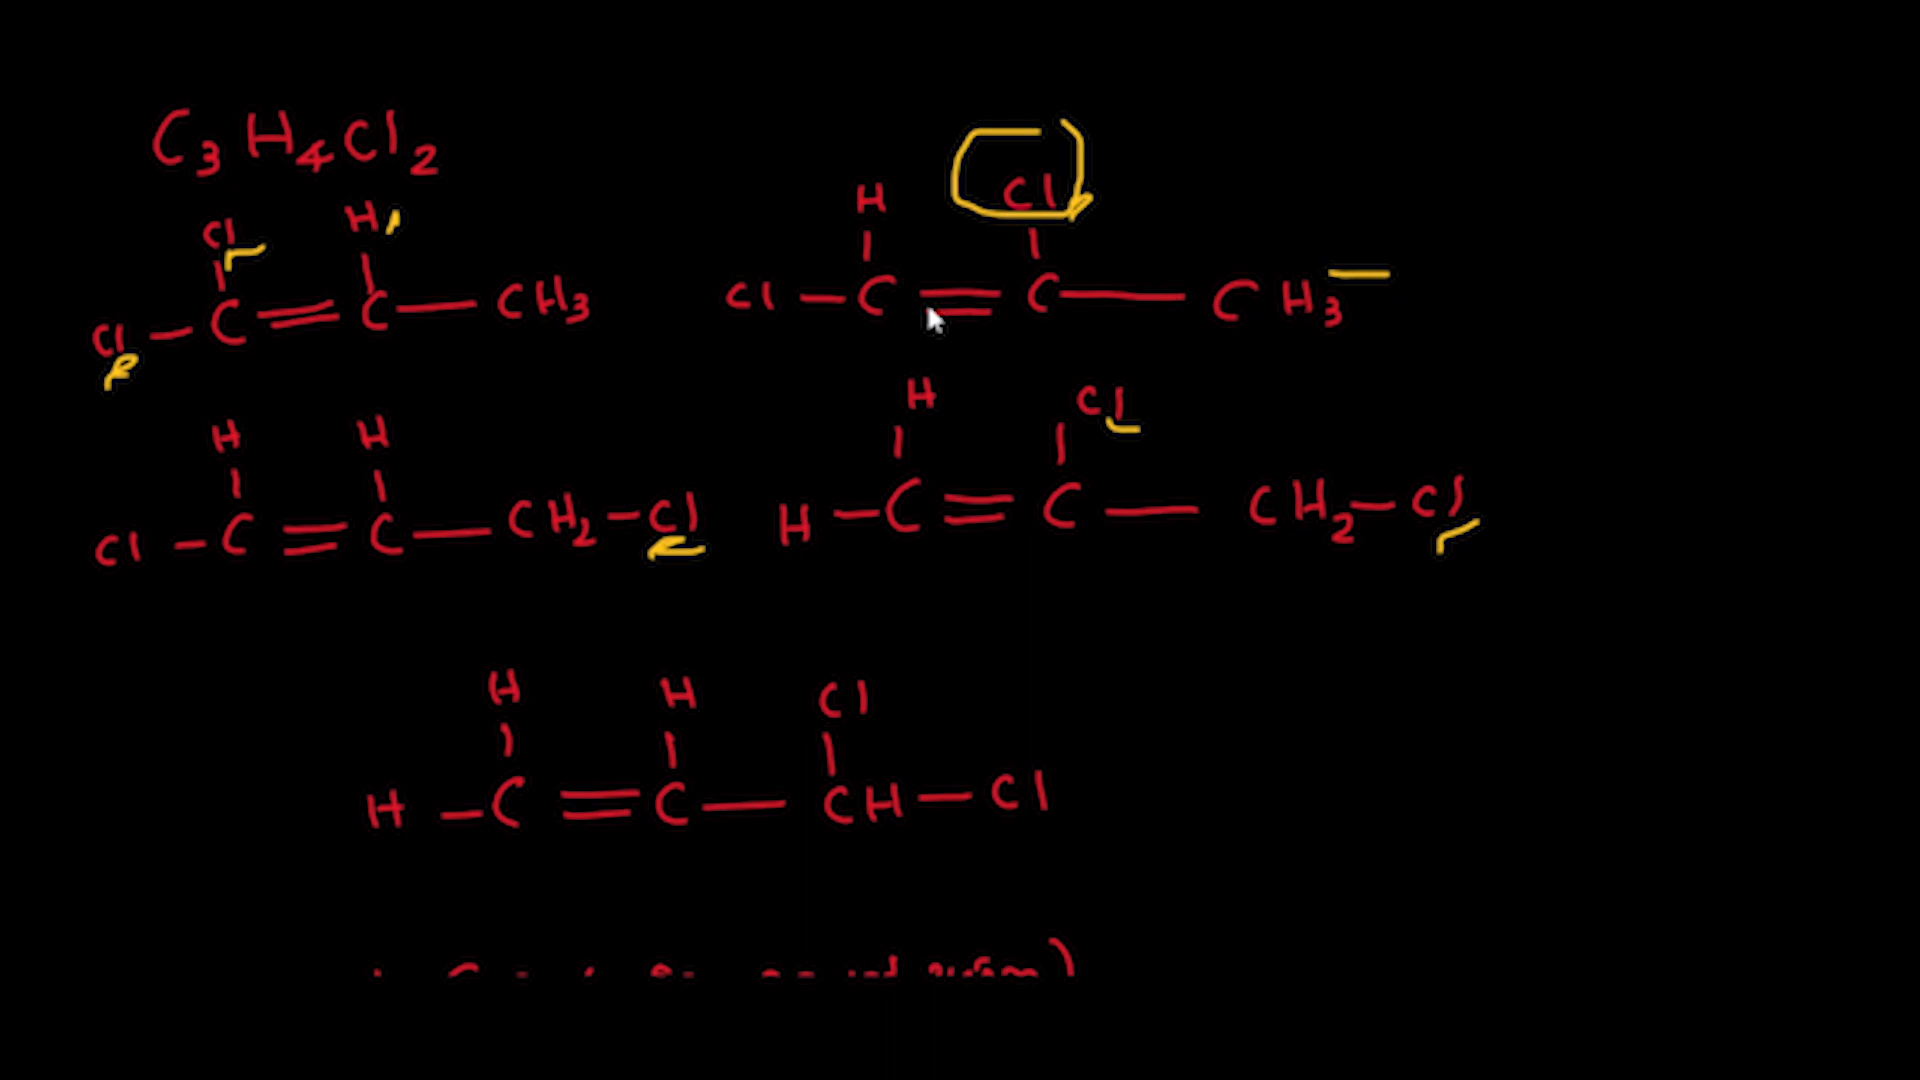 C3H4Cl2
Cl H
Cl - C = C - CH3
H Cl
Cl - C = C - CH3
H H
Cl - C = C - CH2 - Cl
H Cl
H - C = C - CH2 - Cl
H H Cl
H - C = C - CH - Cl